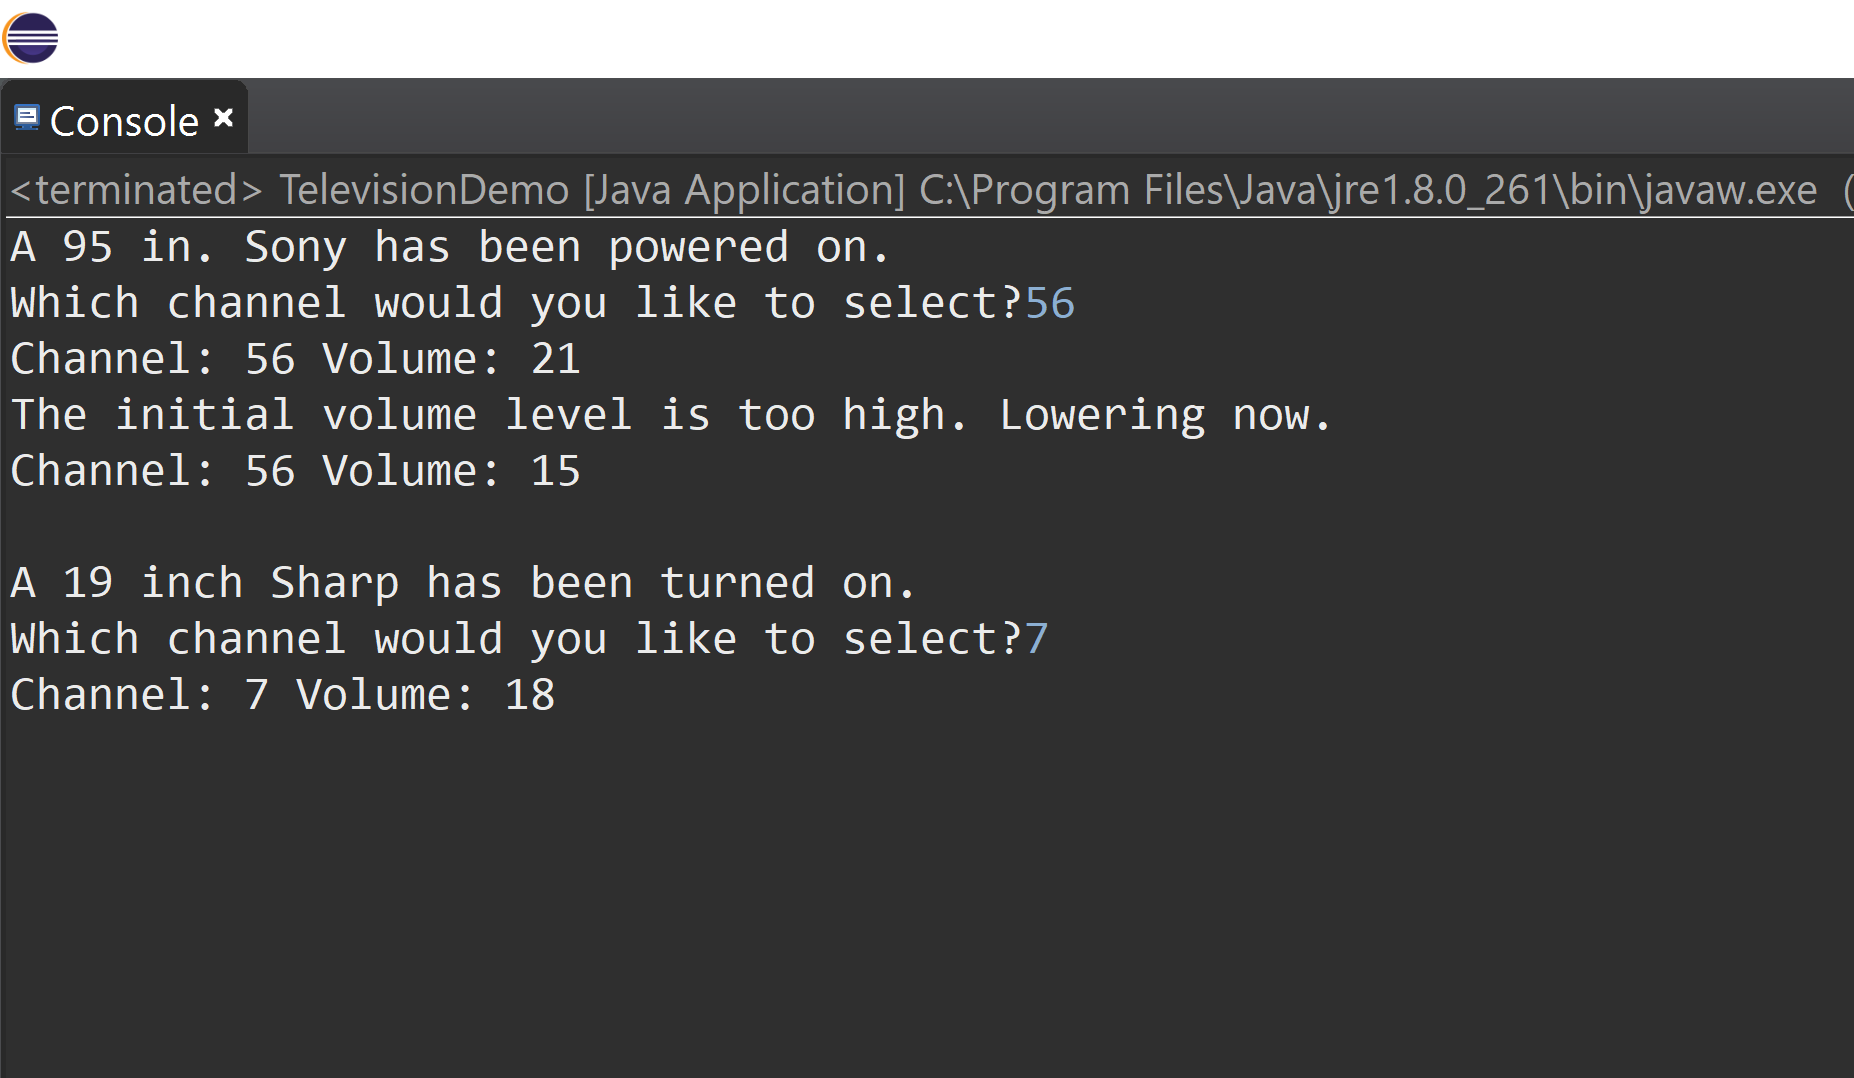 Console
<terminated> TelevisionDemo [Java Application] C:\Program Files\Java\jre1.8.0_261\bin\javaw.exe (
A 95 in. Sony has been powered on.
Which channel would you like to select?56
Channel: 56 Volume: 21
The initial volume level is too high. Lowering now.
Channel: 56 Volume: 15
A 19 inch Sharp has been turned on.
Which channel would you like to select?7
Channel: 7 Volume: 18